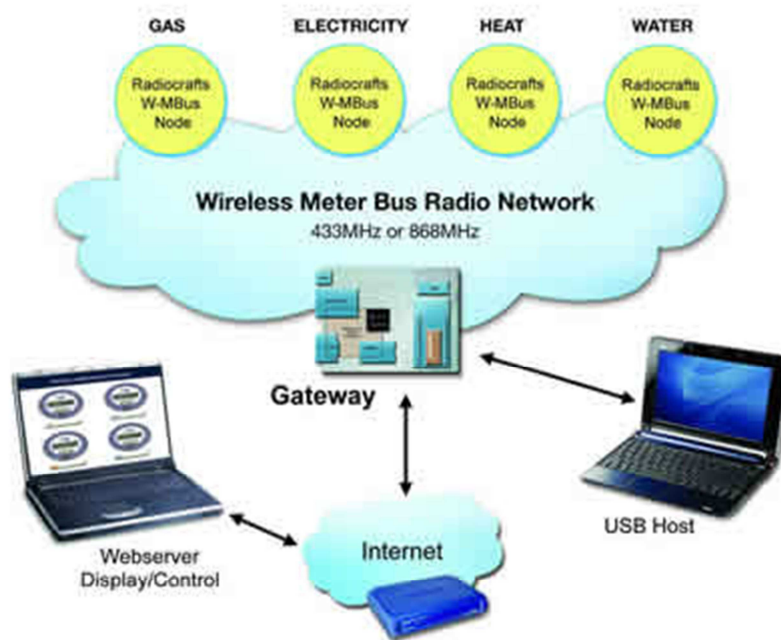 GAS
ELECTRICITY
HEAT
WATER
Radiocrafts
W-MBus
Node
Radiocrafts
W-MBus
Node
Radiocrafts
W-MBus
Node
Radiocrafts
W-MBus
Node
Wireless Meter Bus Radio Network
433MHz or 868MHz
Gateway
USB Host
Internet
Webserver
Display/Control